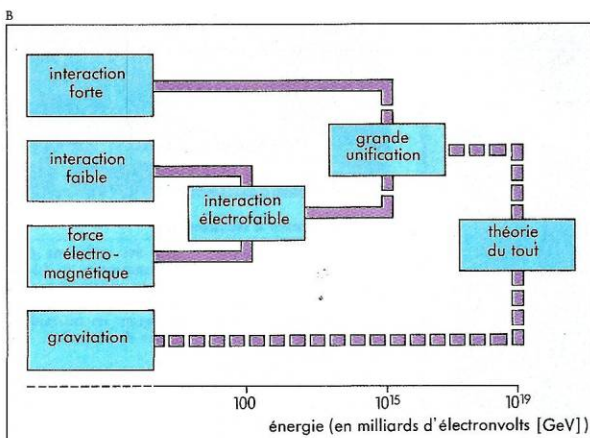 B
interaction
forte
interaction
faible
force
électro-
magnétique
gravitation
interaction
électrofaible
grande
unification
théorie
du tout
100 10¹⁵ 10¹⁹
énergie (en milliards d'électronvolts [GeV])